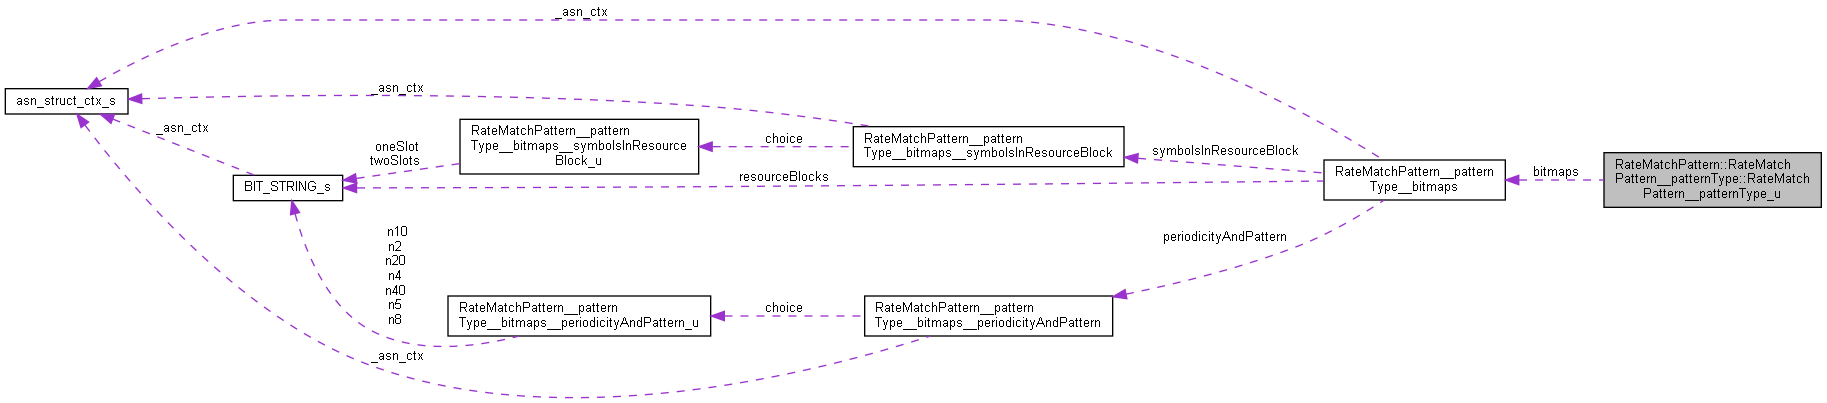 _asn_ctx
asn_struct_ctx_s
_asn_ctx
_asn_ctx
oneSlot
twoSlots
RateMatchPattern__pattern
Type__bitmaps__symbolsInResource
Block_u
choice
RateMatchPattern__pattern
Type__bitmaps__symbolsInResourceBlock
symbolsInResourceBlock
BIT_STRING_s
resourceBlocks
RateMatchPattern__pattern
Type__bitmaps
bitmaps
RateMatchPattern::RateMatch
Pattern__patternType::RateMatch
Pattern__patternType_u
periodicityAndPattern
n10
n2
n20
n4
n40
n5
n8
RateMatchPattern__pattern
Type__bitmaps__periodicityAndPattern_u
choice
RateMatchPattern__pattern
Type__bitmaps__periodicityAndPattern
_asn_ctx